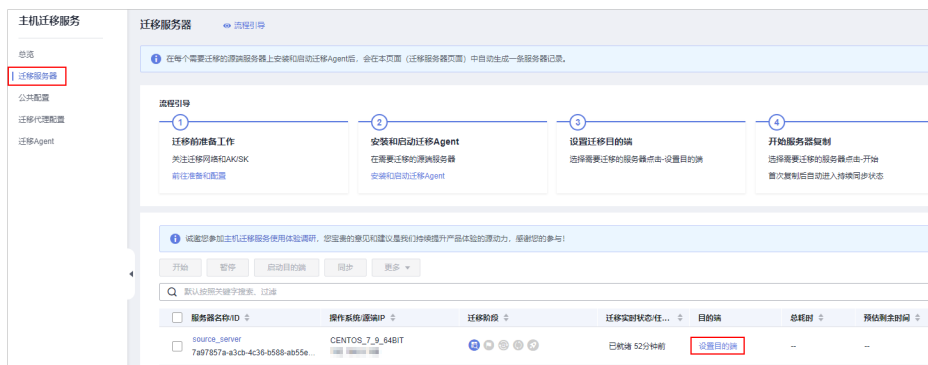 主机迁移服务
总览
迁移服务器
公共配置
迁移代理配置
迁移Agent
迁移服务器 流程引导
在每个需要迁移的源端服务器上安装和启动迁移Agent后，会在本页面（迁移服务器页面）中自动生成一条服务器记录。
流程引导
1 2 3 4
迁移前准备工作 安装和启动迁移Agent 设置迁移目的端 开始服务器复制
关注迁移网络和AK/SK 在需要迁移的源端服务器 选择需要迁移的服务器点击-设置目的端 选择需要迁移的服务器点击-开始
前往准备和配置 安装和启动迁移Agent 首次复制后自动进入持续同步状态
诚邀您参加主机迁移服务使用体验调研，您宝贵的意见和建议是我们持续提升产品体验的源动力，感谢您的参与！
开始 暂停 启动目的端 同步 更多
默认按照关键字搜索、过滤
服务器名称/ID 操作系统/源端IP 迁移阶段 迁移实时状态/任... 目的端 总耗时 预估剩余时间
source_server CENTOS_7_9_64BIT 已就绪 52分钟前 设置目的端 -- --
7a97857a-a3cb-4c36-b588-ab55e...